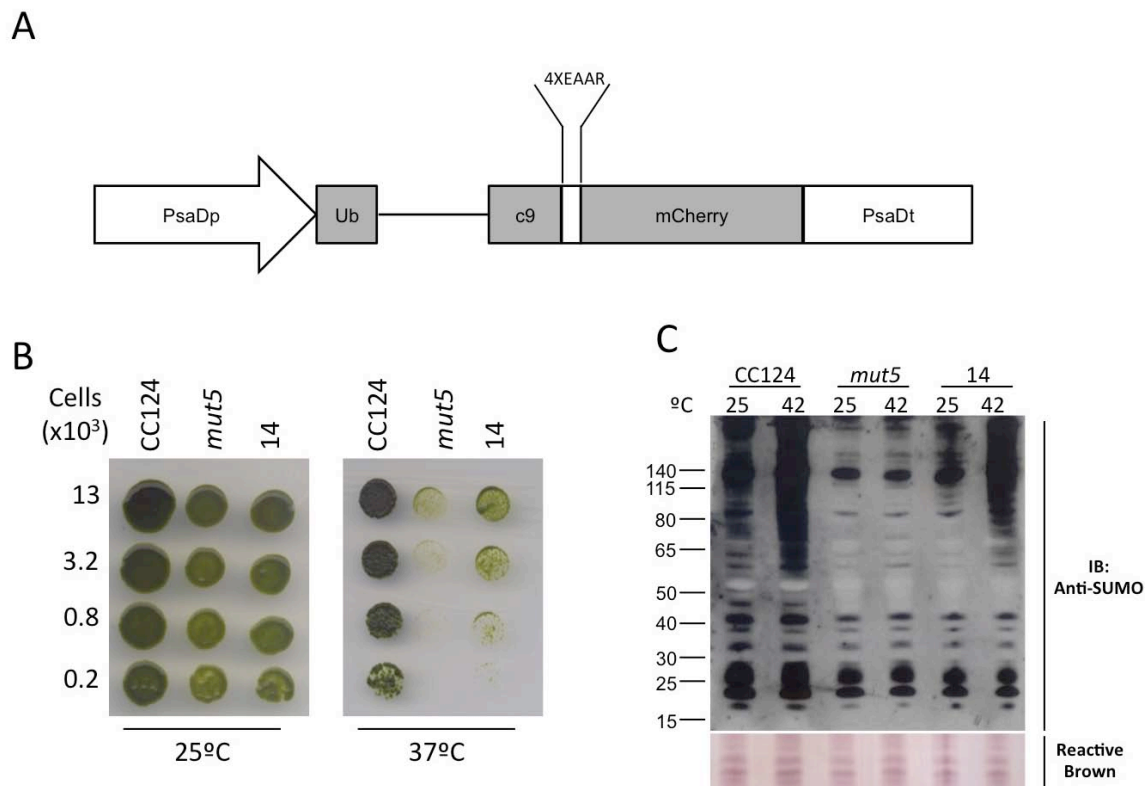 A
4XEAAR
PsaDp
Ub
c9
mCherry
PsaDt
B
Cells
(x10³)
CC124
mut5
14
CC124
mut5
14
13
3.2
0.8
0.2
25ºC
37ºC
C
CC124 mut5 14
ºC 25 42 25 42 25 42
140
115
80
65
50
40
30
25
15
IB:
Anti-SUMO
Reactive
Brown